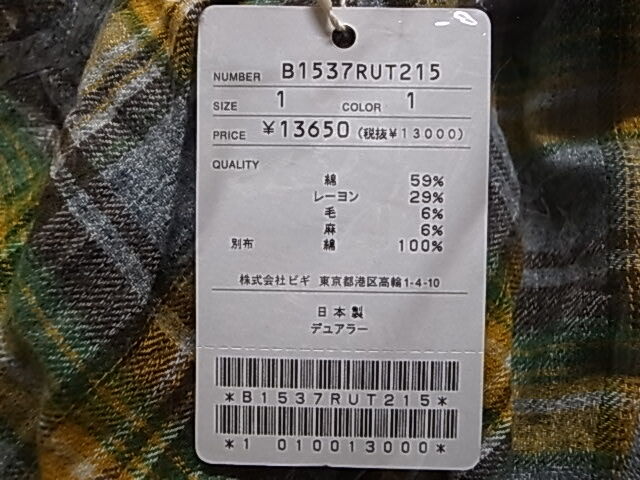 NUMBER B1537RUT215
SIZE 1 COLOR 1
PRICE ¥13650 (税抜¥13000)
QUALITY
綿 59%
レーヨン 29%
毛 6%
麻 6%
別布 綿 100%
株式会社ビギ 東京都港区高輪1-4-10
日本製
デュアラー
*B1537RUT215*
*1 010013000*